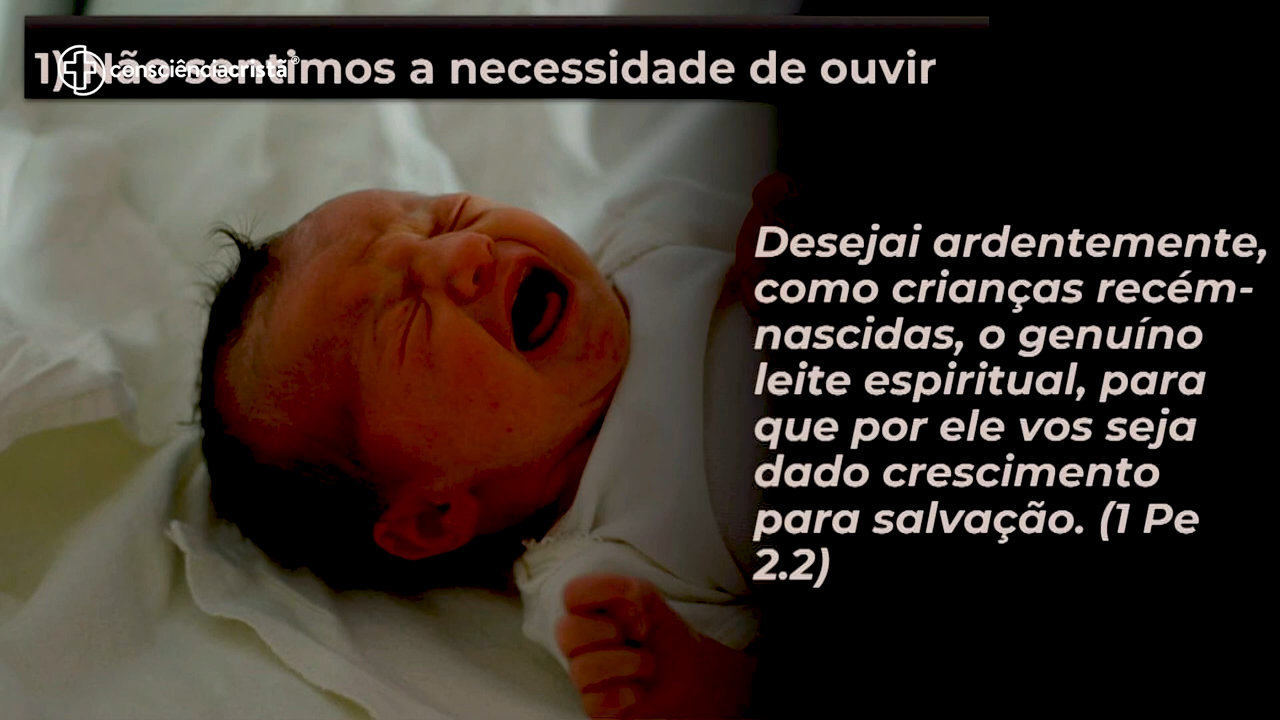 1) Não sentimos a necessidade de ouvir
consciênciacristã®
Desejai ardentemente,
como crianças recém-
nascidas, o genuíno
leite espiritual, para
que por ele vos seja
dado crescimento
para salvação. (1 Pe
2.2)